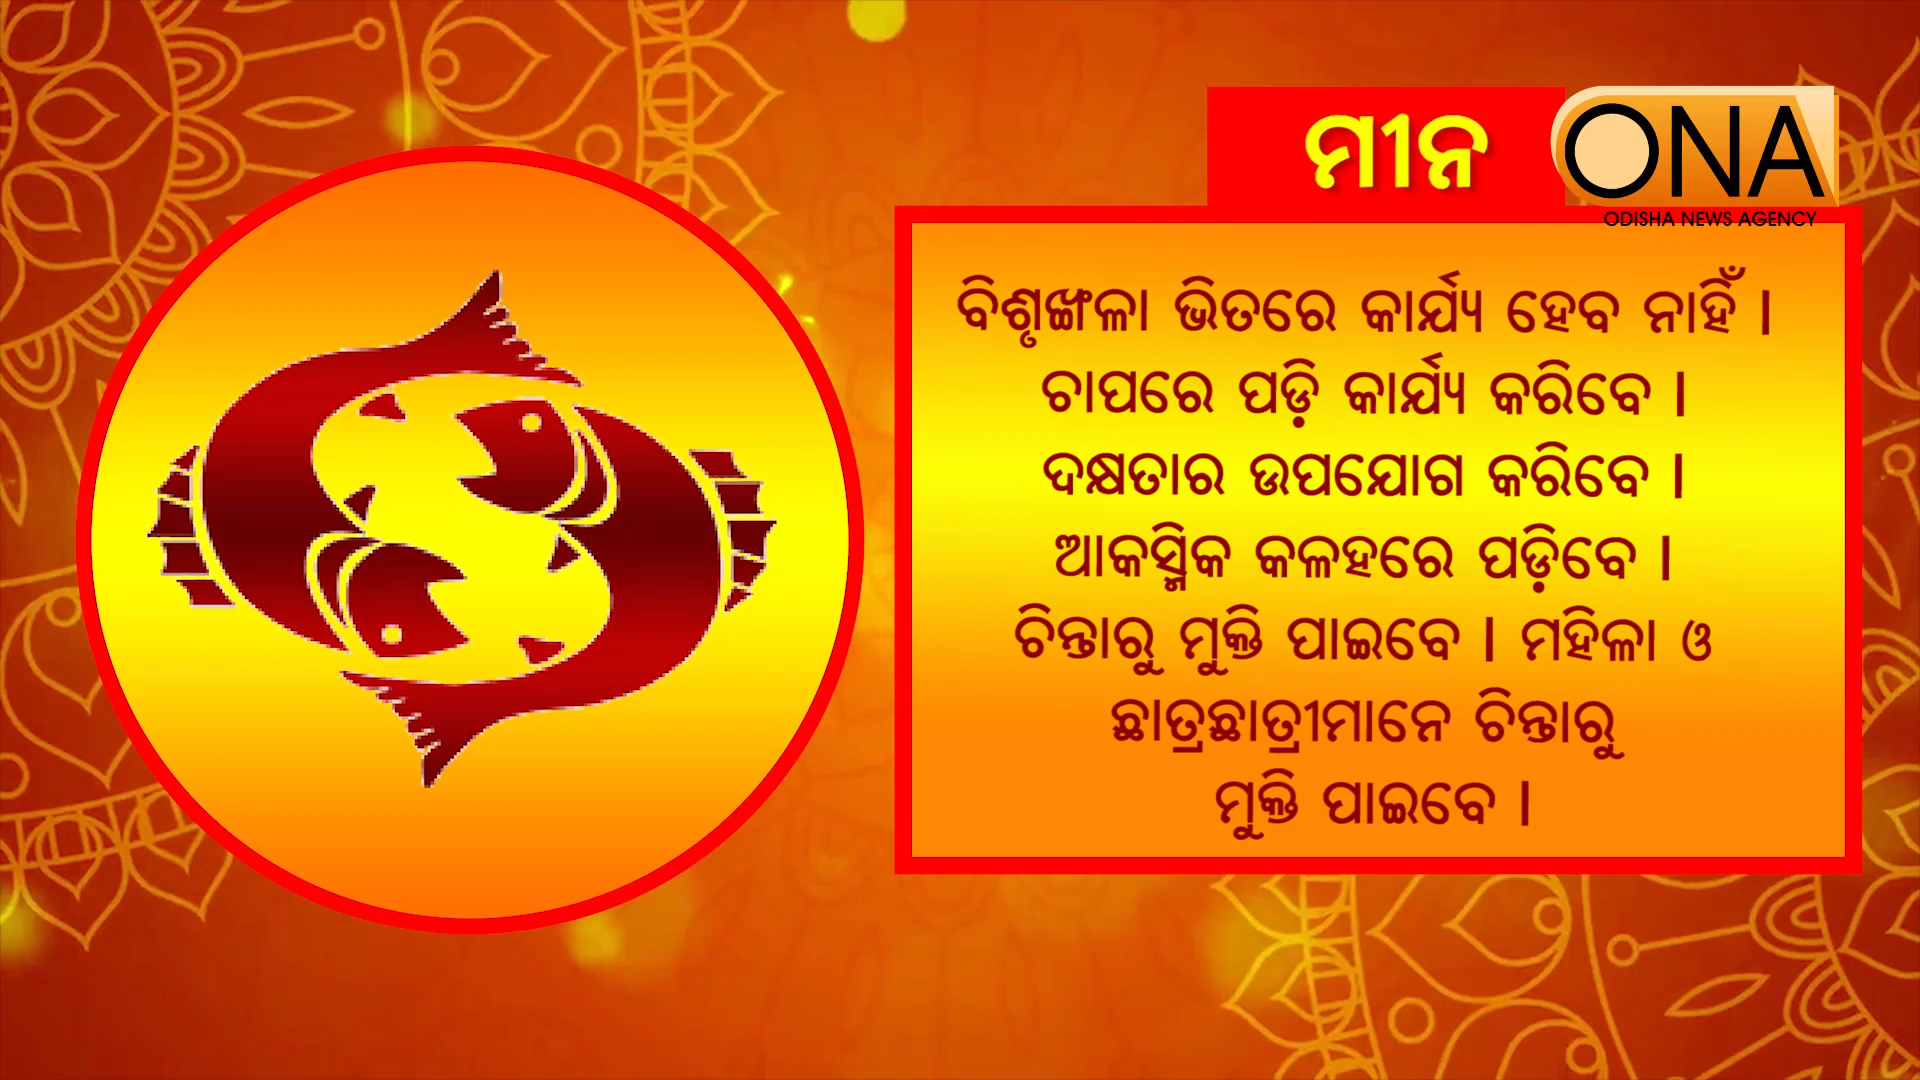 ମୀନ
ONA
ODISHA NEWS AGENCY
ବିଶୃଙ୍ଖଳା ଭିତରେ କାର୍ଯ୍ୟ ହେବ ନାହିଁ ।
ଚାପରେ ପଡ଼ି କାର୍ଯ୍ୟ କରିବେ ।
ଦକ୍ଷତାର ଉପଯୋଗ କରିବେ ।
ଆକସ୍ମିକ କଳହରେ ପଡ଼ିବେ ।
ଚିନ୍ତାରୁ ମୁକ୍ତି ପାଇବେ । ମହିଳା ଓ
ଛାତ୍ରଛାତ୍ରୀମାନେ ଚିନ୍ତାରୁ
ମୁକ୍ତି ପାଇବେ ।